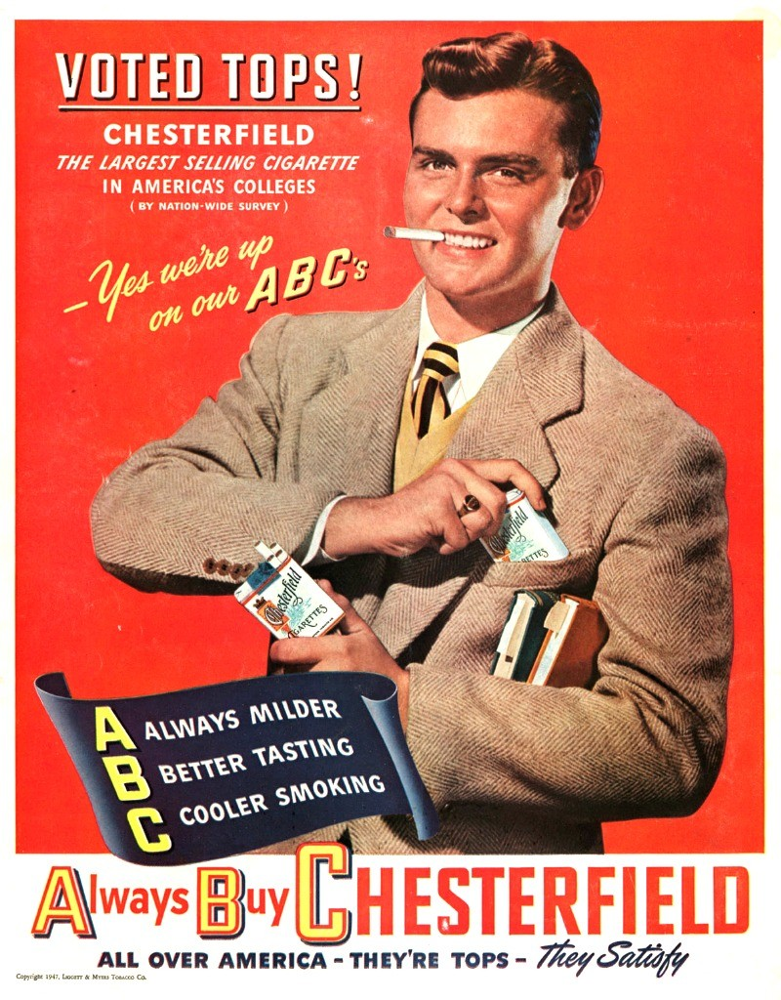 VOTED TOPS!
CHESTERFIELD
THE LARGEST SELLING CIGARETTE
IN AMERICA'S COLLEGES
( BY NATION-WIDE SURVEY )
– Yes we're up
on our ABC's
Chesterfield
CIGARETTES
Chesterfield
CIGARETTES
A ALWAYS MILDER
B BETTER TASTING
C COOLER SMOKING
Always Buy CHESTERFIELD
ALL OVER AMERICA – THEY'RE TOPS – They Satisfy
Copyright 1947, LIGGETT & MYERS TOBACCO CO.